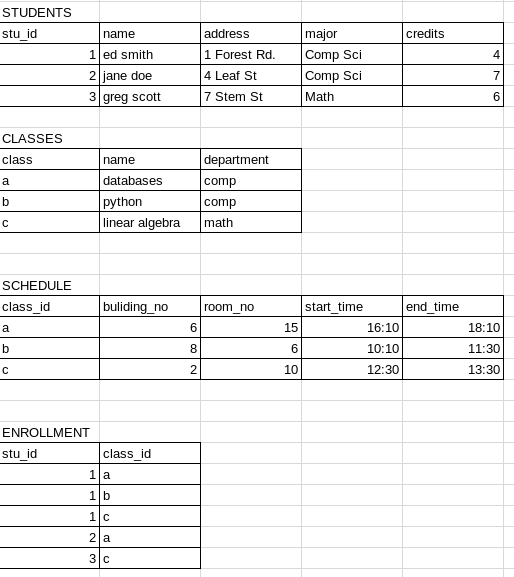 STUDENTS
stu_id name address major credits
1 ed smith 1 Forest Rd. Comp Sci 4
2 jane doe 4 Leaf St Comp Sci 7
3 greg scott 7 Stem St Math 6
CLASSES
class name department
a databases comp
b python comp
c linear algebra math
SCHEDULE
class_id buliding_no room_no start_time end_time
a 6 15 16:10 18:10
b 8 6 10:10 11:30
c 2 10 12:30 13:30
ENROLLMENT
stu_id class_id
1 a
1 b
1 c
2 a
3 c